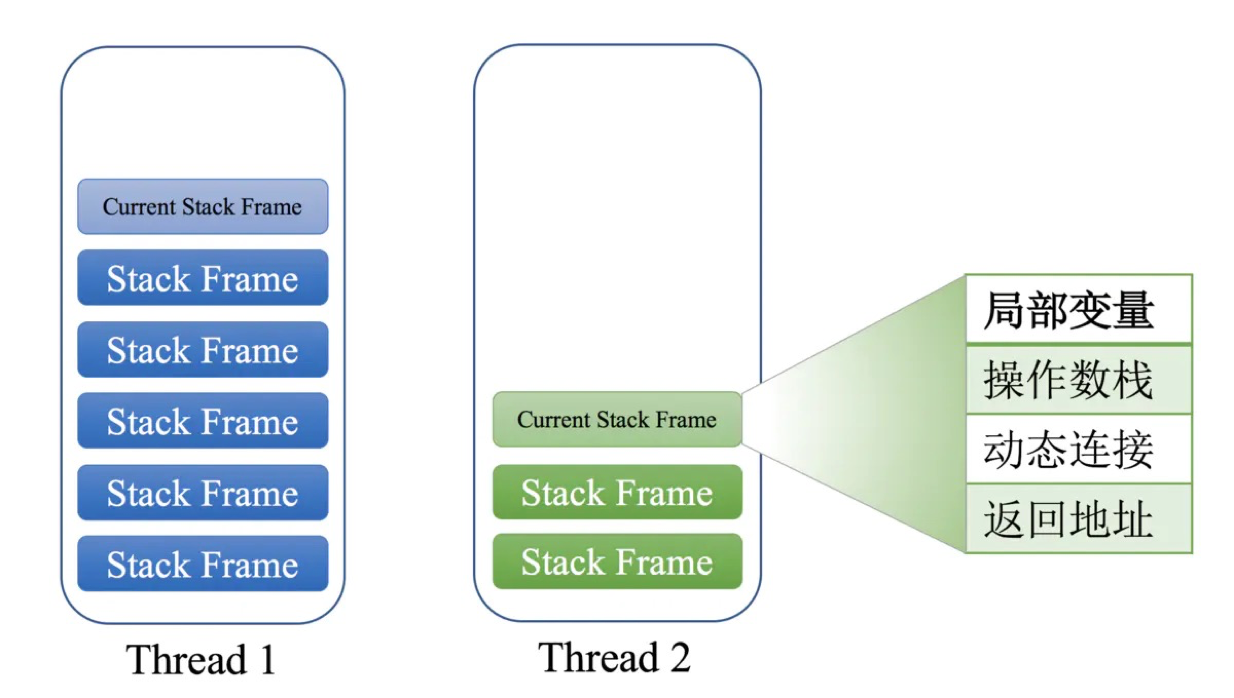 Current Stack Frame
Stack Frame
Stack Frame
Stack Frame
Stack Frame
Stack Frame
Thread 1
Current Stack Frame
Stack Frame
Stack Frame
Thread 2
局部变量
操作数栈
动态连接
返回地址